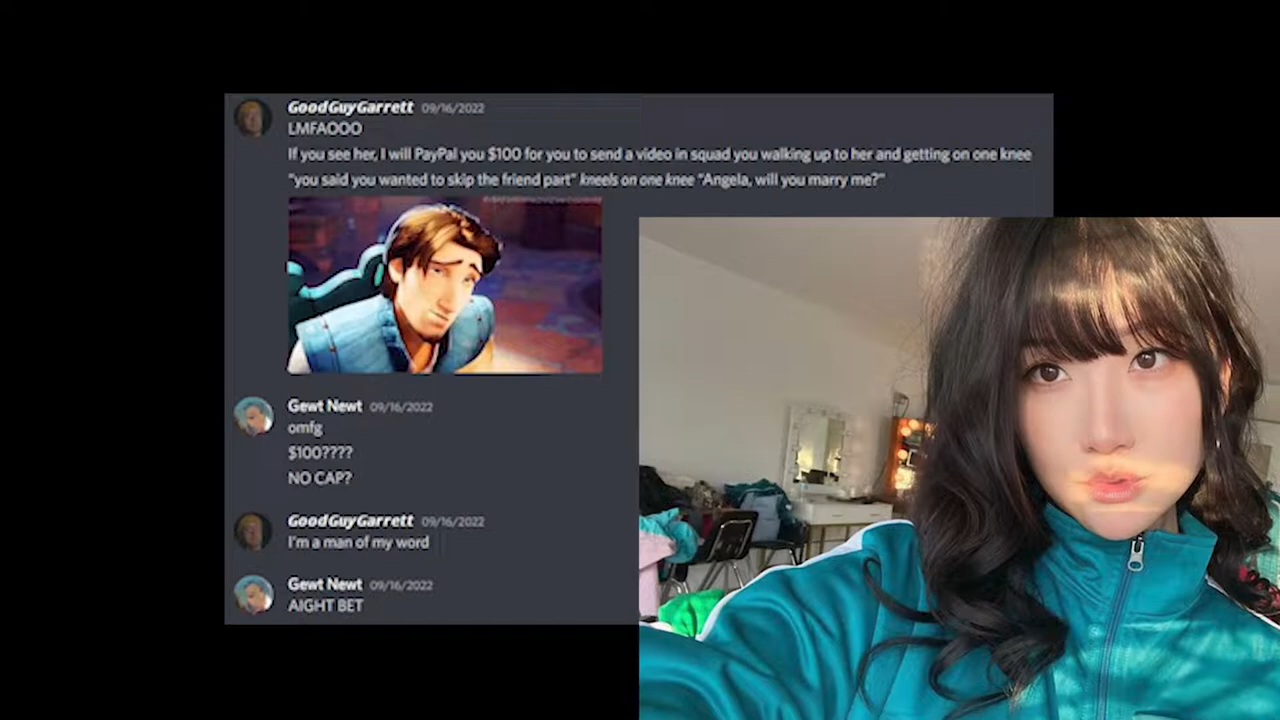 GoodGuyGarrett 09/16/2022
LMFAOOO
If you see her, I will PayPal you $100 for you to send a video in squad you walking up to her and getting on one knee
"you said you wanted to skip the friend part" kneels on one knee "Angela, will you marry me?"
Gewt Newt 09/16/2022
omfg
$100????
NO CAP?
GoodGuyGarrett 09/16/2022
I'm a man of my word
Gewt Newt 09/16/2022
AIGHT BET